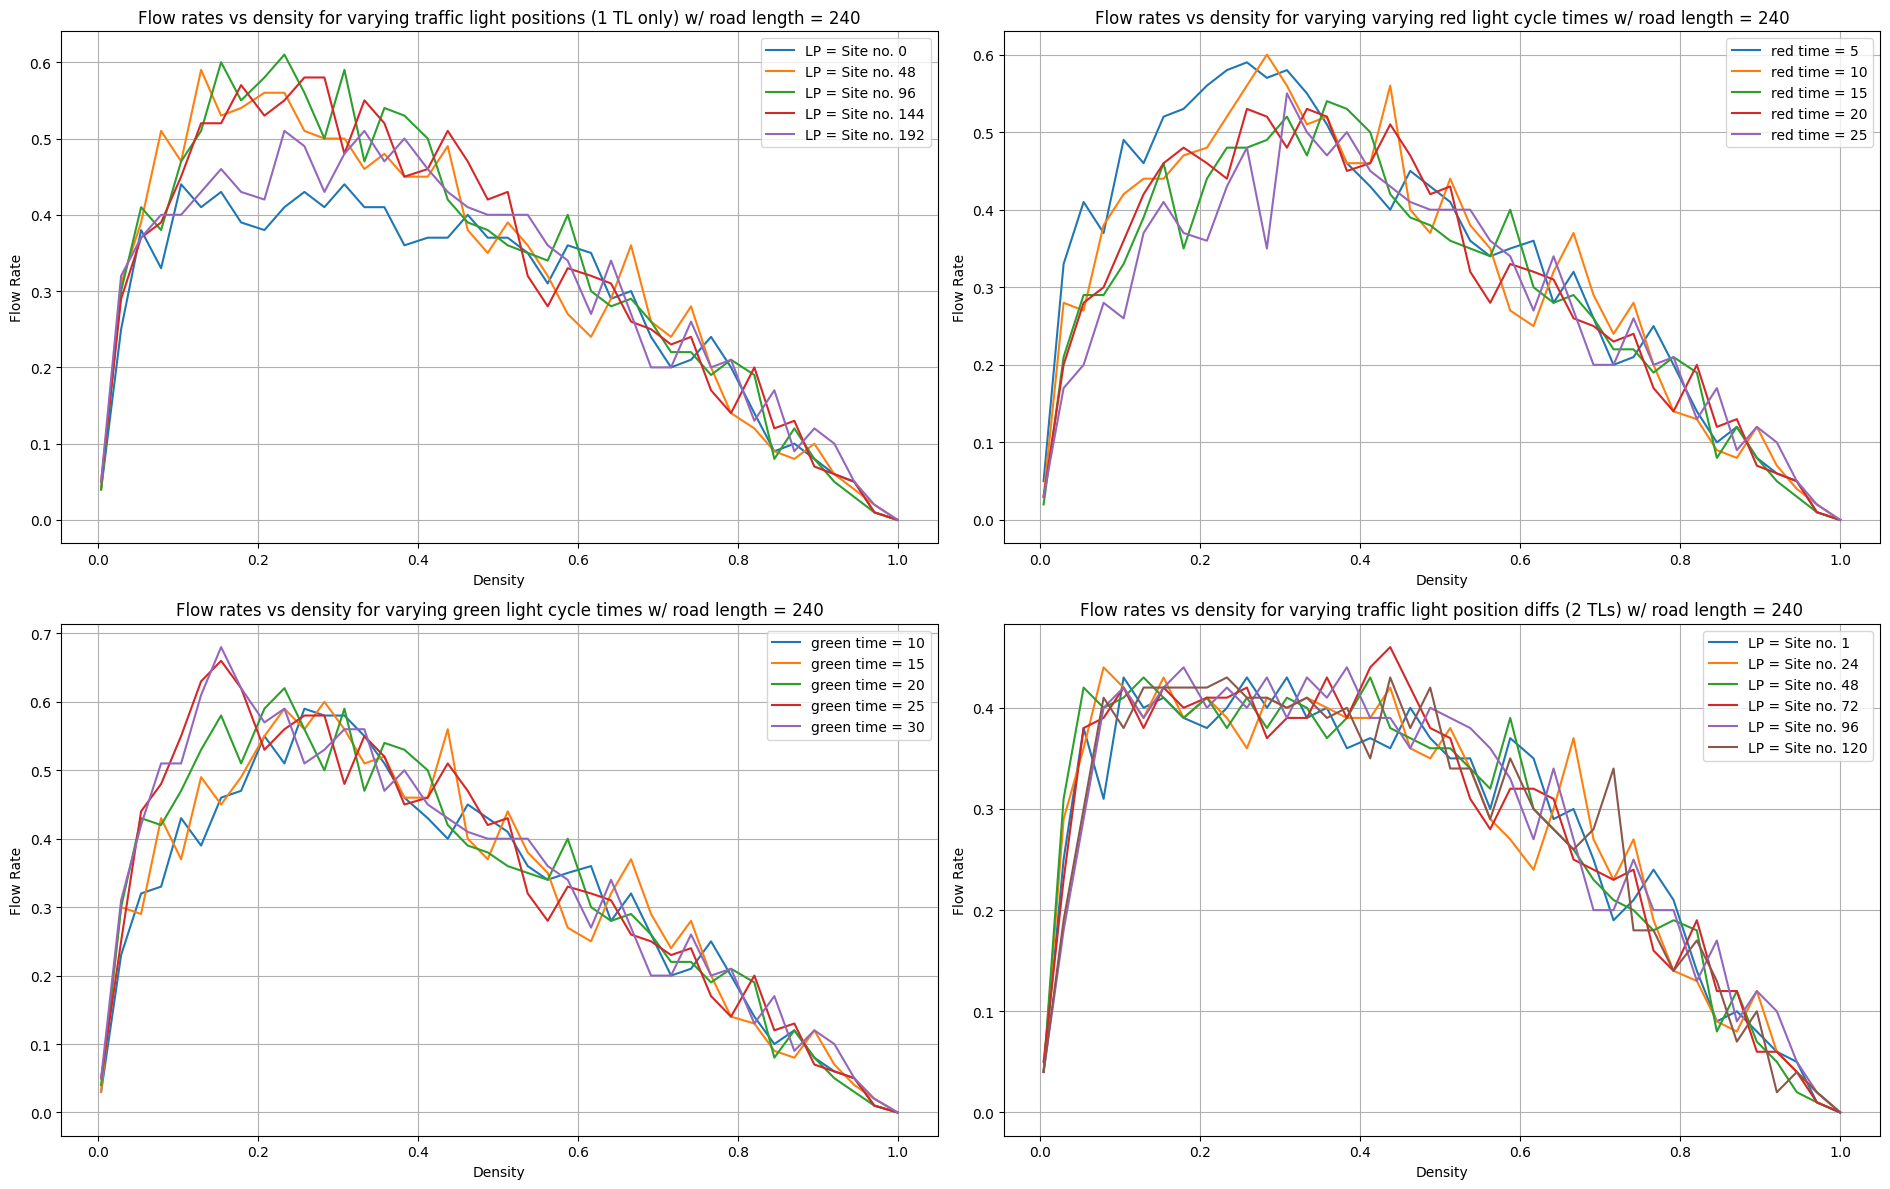 Flow rates vs density for varying traffic light positions (1 TL only) w/ road length = 240
Flow Rate
0.6
0.5
0.4
0.3
0.2
0.1
0.0
LP = Site no. 0
LP = Site no. 48
LP = Site no. 96
LP = Site no. 144
LP = Site no. 192
0.0 0.2 0.4 0.6 0.8 1.0
Density
Flow rates vs density for varying varying red light cycle times w/ road length = 240
Flow Rate
0.6
0.5
0.4
0.3
0.2
0.1
0.0
red time = 5
red time = 10
red time = 15
red time = 20
red time = 25
0.0 0.2 0.4 0.6 0.8 1.0
Density
Flow rates vs density for varying green light cycle times w/ road length = 240
Flow Rate
0.7
0.6
0.5
0.4
0.3
0.2
0.1
0.0
green time = 10
green time = 15
green time = 20
green time = 25
green time = 30
0.0 0.2 0.4 0.6 0.8 1.0
Density
Flow rates vs density for varying traffic light position diffs (2 TLs) w/ road length = 240
Flow Rate
0.4
0.3
0.2
0.1
0.0
LP = Site no. 1
LP = Site no. 24
LP = Site no. 48
LP = Site no. 72
LP = Site no. 96
LP = Site no. 120
0.0 0.2 0.4 0.6 0.8 1.0
Density